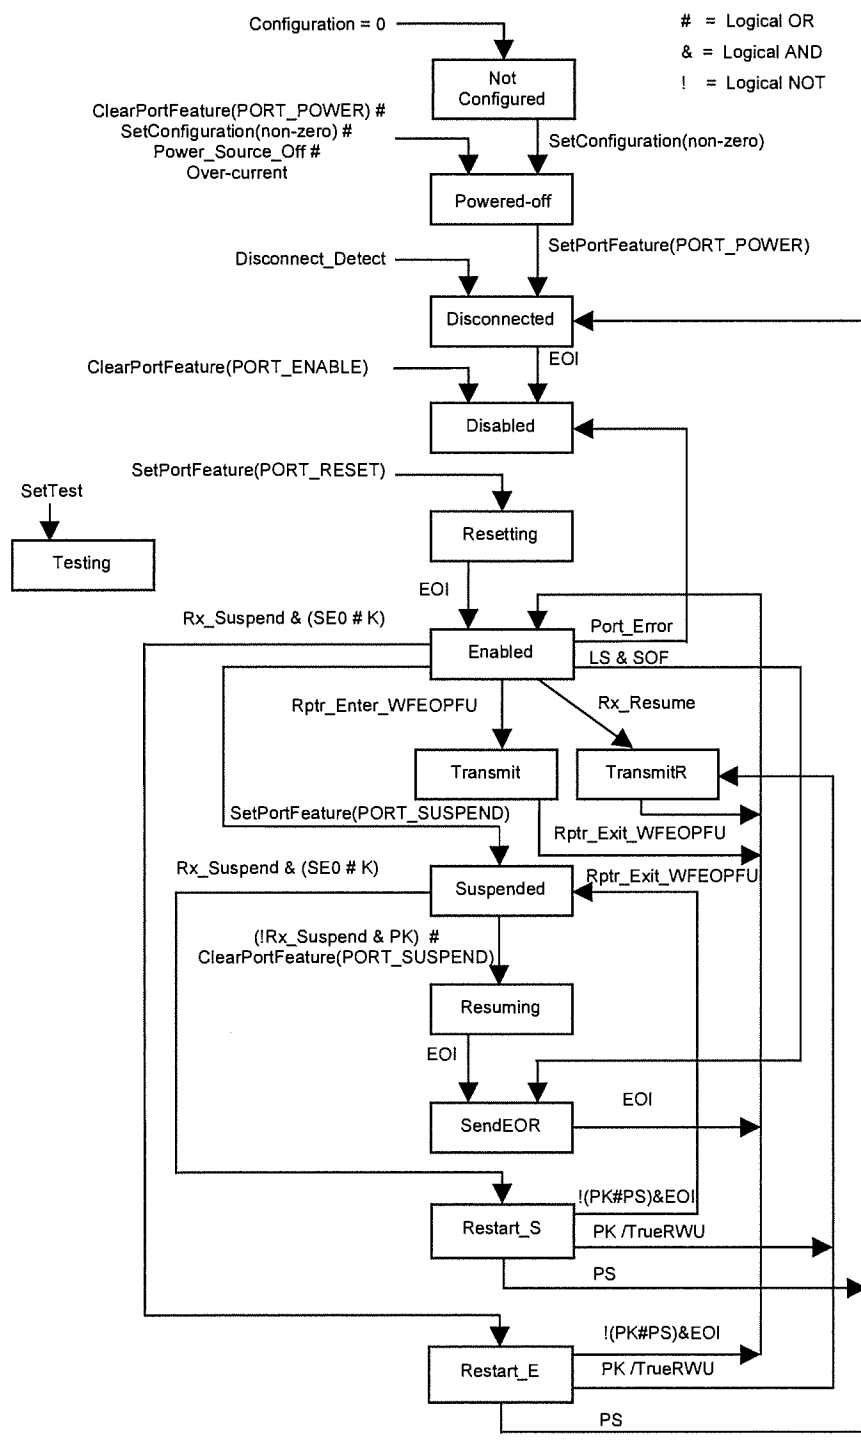 Configuration = 0
# = Logical OR
& = Logical AND
! = Logical NOT
Not
Configured
ClearPortFeature(PORT_POWER) #
SetConfiguration(non-zero) #
Power_Source_Off #
Over-current
SetConfiguration(non-zero)
Powered-off
SetPortFeature(PORT_POWER)
Disconnect_Detect
Disconnected
EOI
ClearPortFeature(PORT_ENABLE)
Disabled
SetPortFeature(PORT_RESET)
SetTest
Resetting
Testing
EOI
Rx_Suspend & (SE0 # K)
Port_Error
Enabled
LS & SOF
Rptr_Enter_WFEOPFU
Rx_Resume
Transmit
TransmitR
SetPortFeature(PORT_SUSPEND)
Rptr_Exit_WFEOPFU
Rx_Suspend & (SE0 # K)
Rptr_Exit_WFEOPFU
Suspended
(!Rx_Suspend & PK) #
ClearPortFeature(PORT_SUSPEND)
Resuming
EOI
EOI
SendEOR
!(PK#PS)&EOI
Restart_S
PK /TrueRWU
PS
!(PK#PS)&EOI
Restart_E
PK /TrueRWU
PS